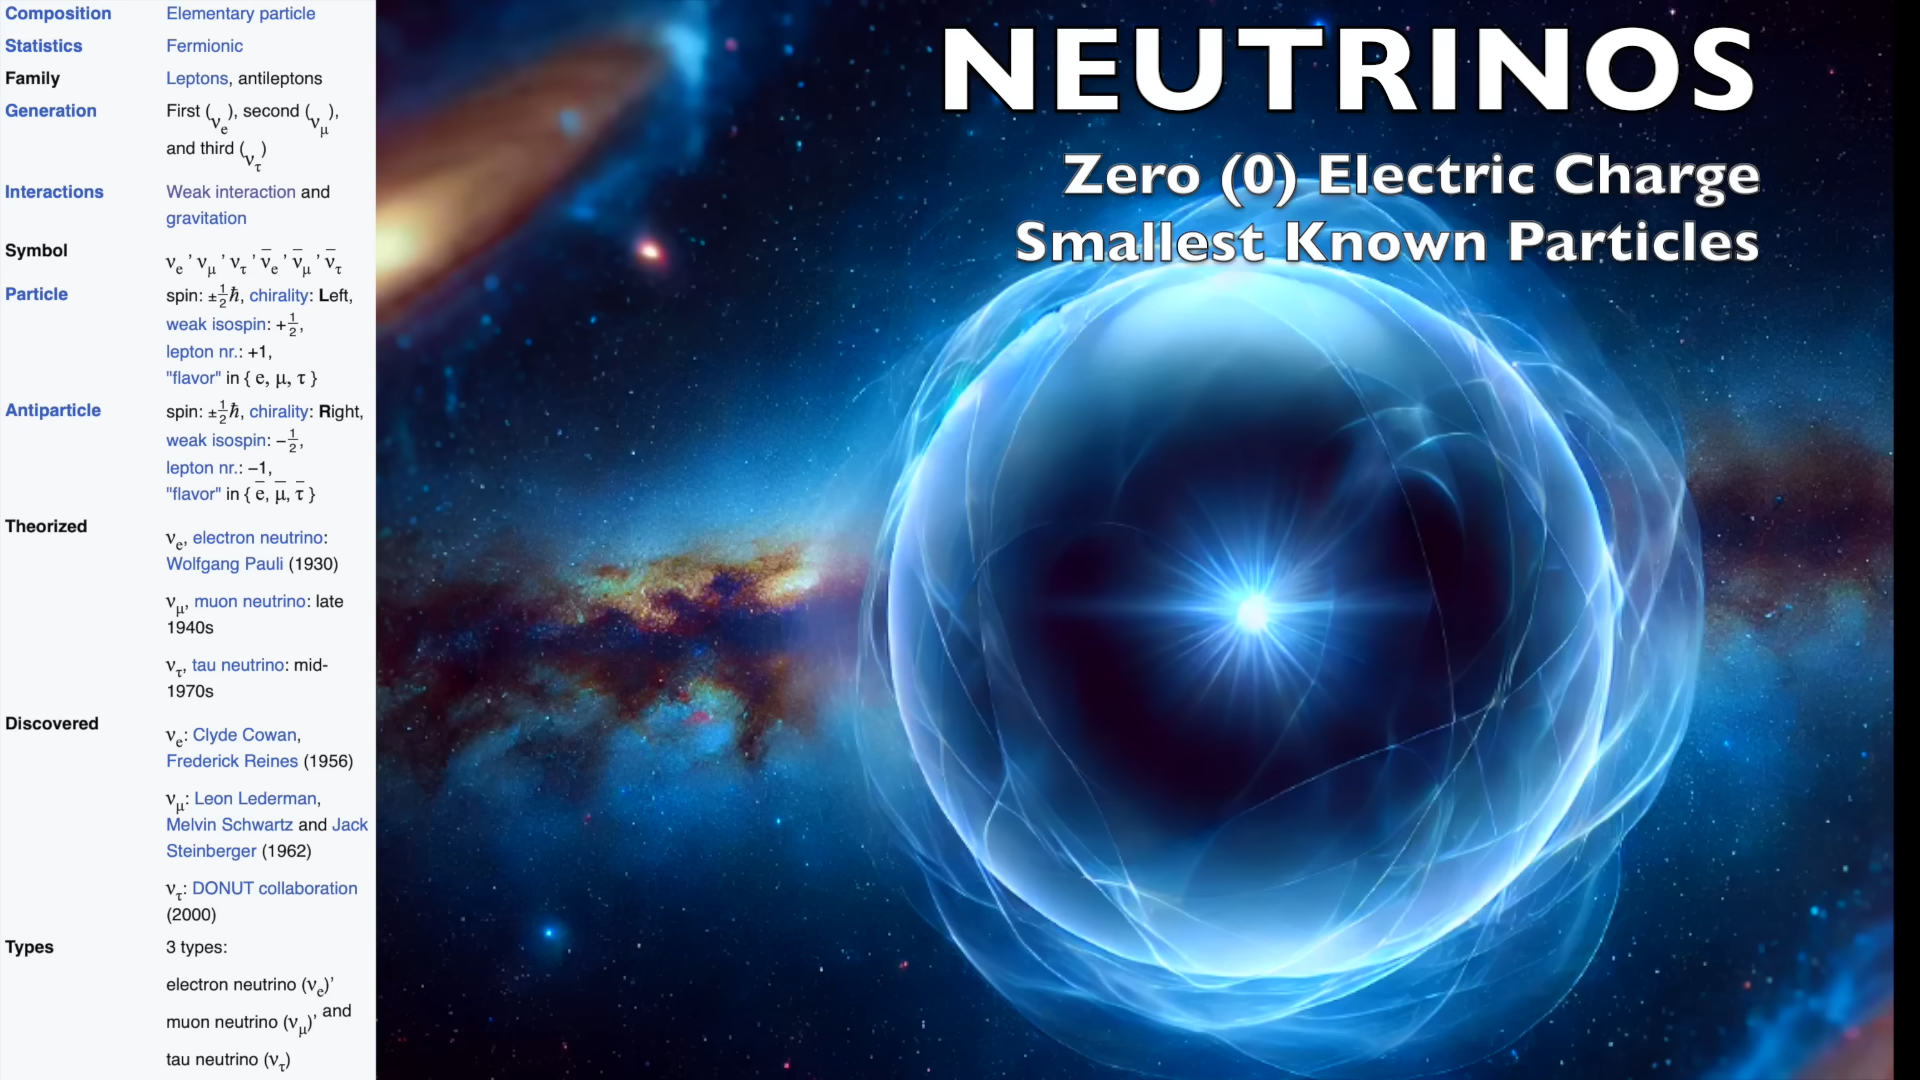 Composition Elementary particle
Statistics Fermionic
Family Leptons, antileptons
Generation First (νe), second (νμ),
and third (ντ)
Interactions Weak interaction and
gravitation
Symbol νe, νμ, ντ, ν̅e, ν̅μ, ν̅τ
Particle spin: ±1/2ħ, chirality: Left,
weak isospin: +1/2,
lepton nr.: +1,
"flavor" in { e, μ, τ }
Antiparticle spin: ±1/2ħ, chirality: Right,
weak isospin: −1/2,
lepton nr.: −1,
"flavor" in { e̅, μ̅, τ̅ }
Theorized νe, electron neutrino:
Wolfgang Pauli (1930)
νμ, muon neutrino: late
1940s
ντ, tau neutrino: mid-
1970s
Discovered νe: Clyde Cowan,
Frederick Reines (1956)
νμ: Leon Lederman,
Melvin Schwartz and Jack
Steinberger (1962)
ντ: DONUT collaboration
(2000)
Types 3 types:
electron neutrino (νe),
muon neutrino (νμ), and
tau neutrino (ντ)
NEUTRINOS
Zero (0) Electric Charge
Smallest Known Particles